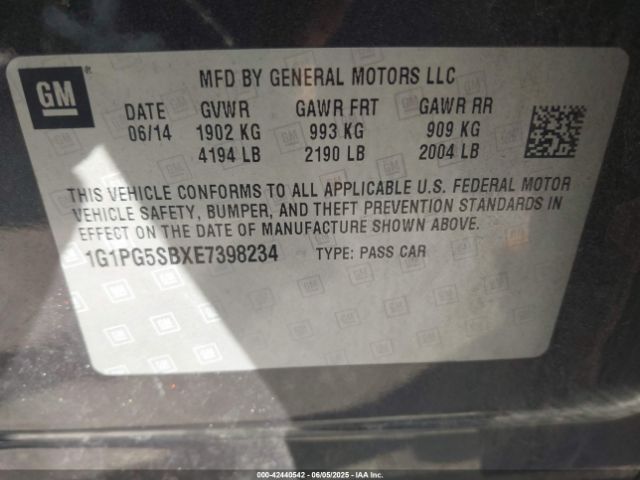 GM ® MFD BY GENERAL MOTORS LLC
DATE GVWR GAWR FRT GAWR RR
06/14 1902 KG 993 KG 909 KG
4194 LB 2190 LB 2004 LB
THIS VEHICLE CONFORMS TO ALL APPLICABLE U.S. FEDERAL MOTOR
VEHICLE SAFETY, BUMPER, AND THEFT PREVENTION STANDARDS IN
EFFECT ON THE DATE OF MANUFACTURE SHOWN ABOVE.
1G1PG5SBXE7398234 TYPE: PASS CAR
000-42440542 - 06/05/2025 - IAA Inc.